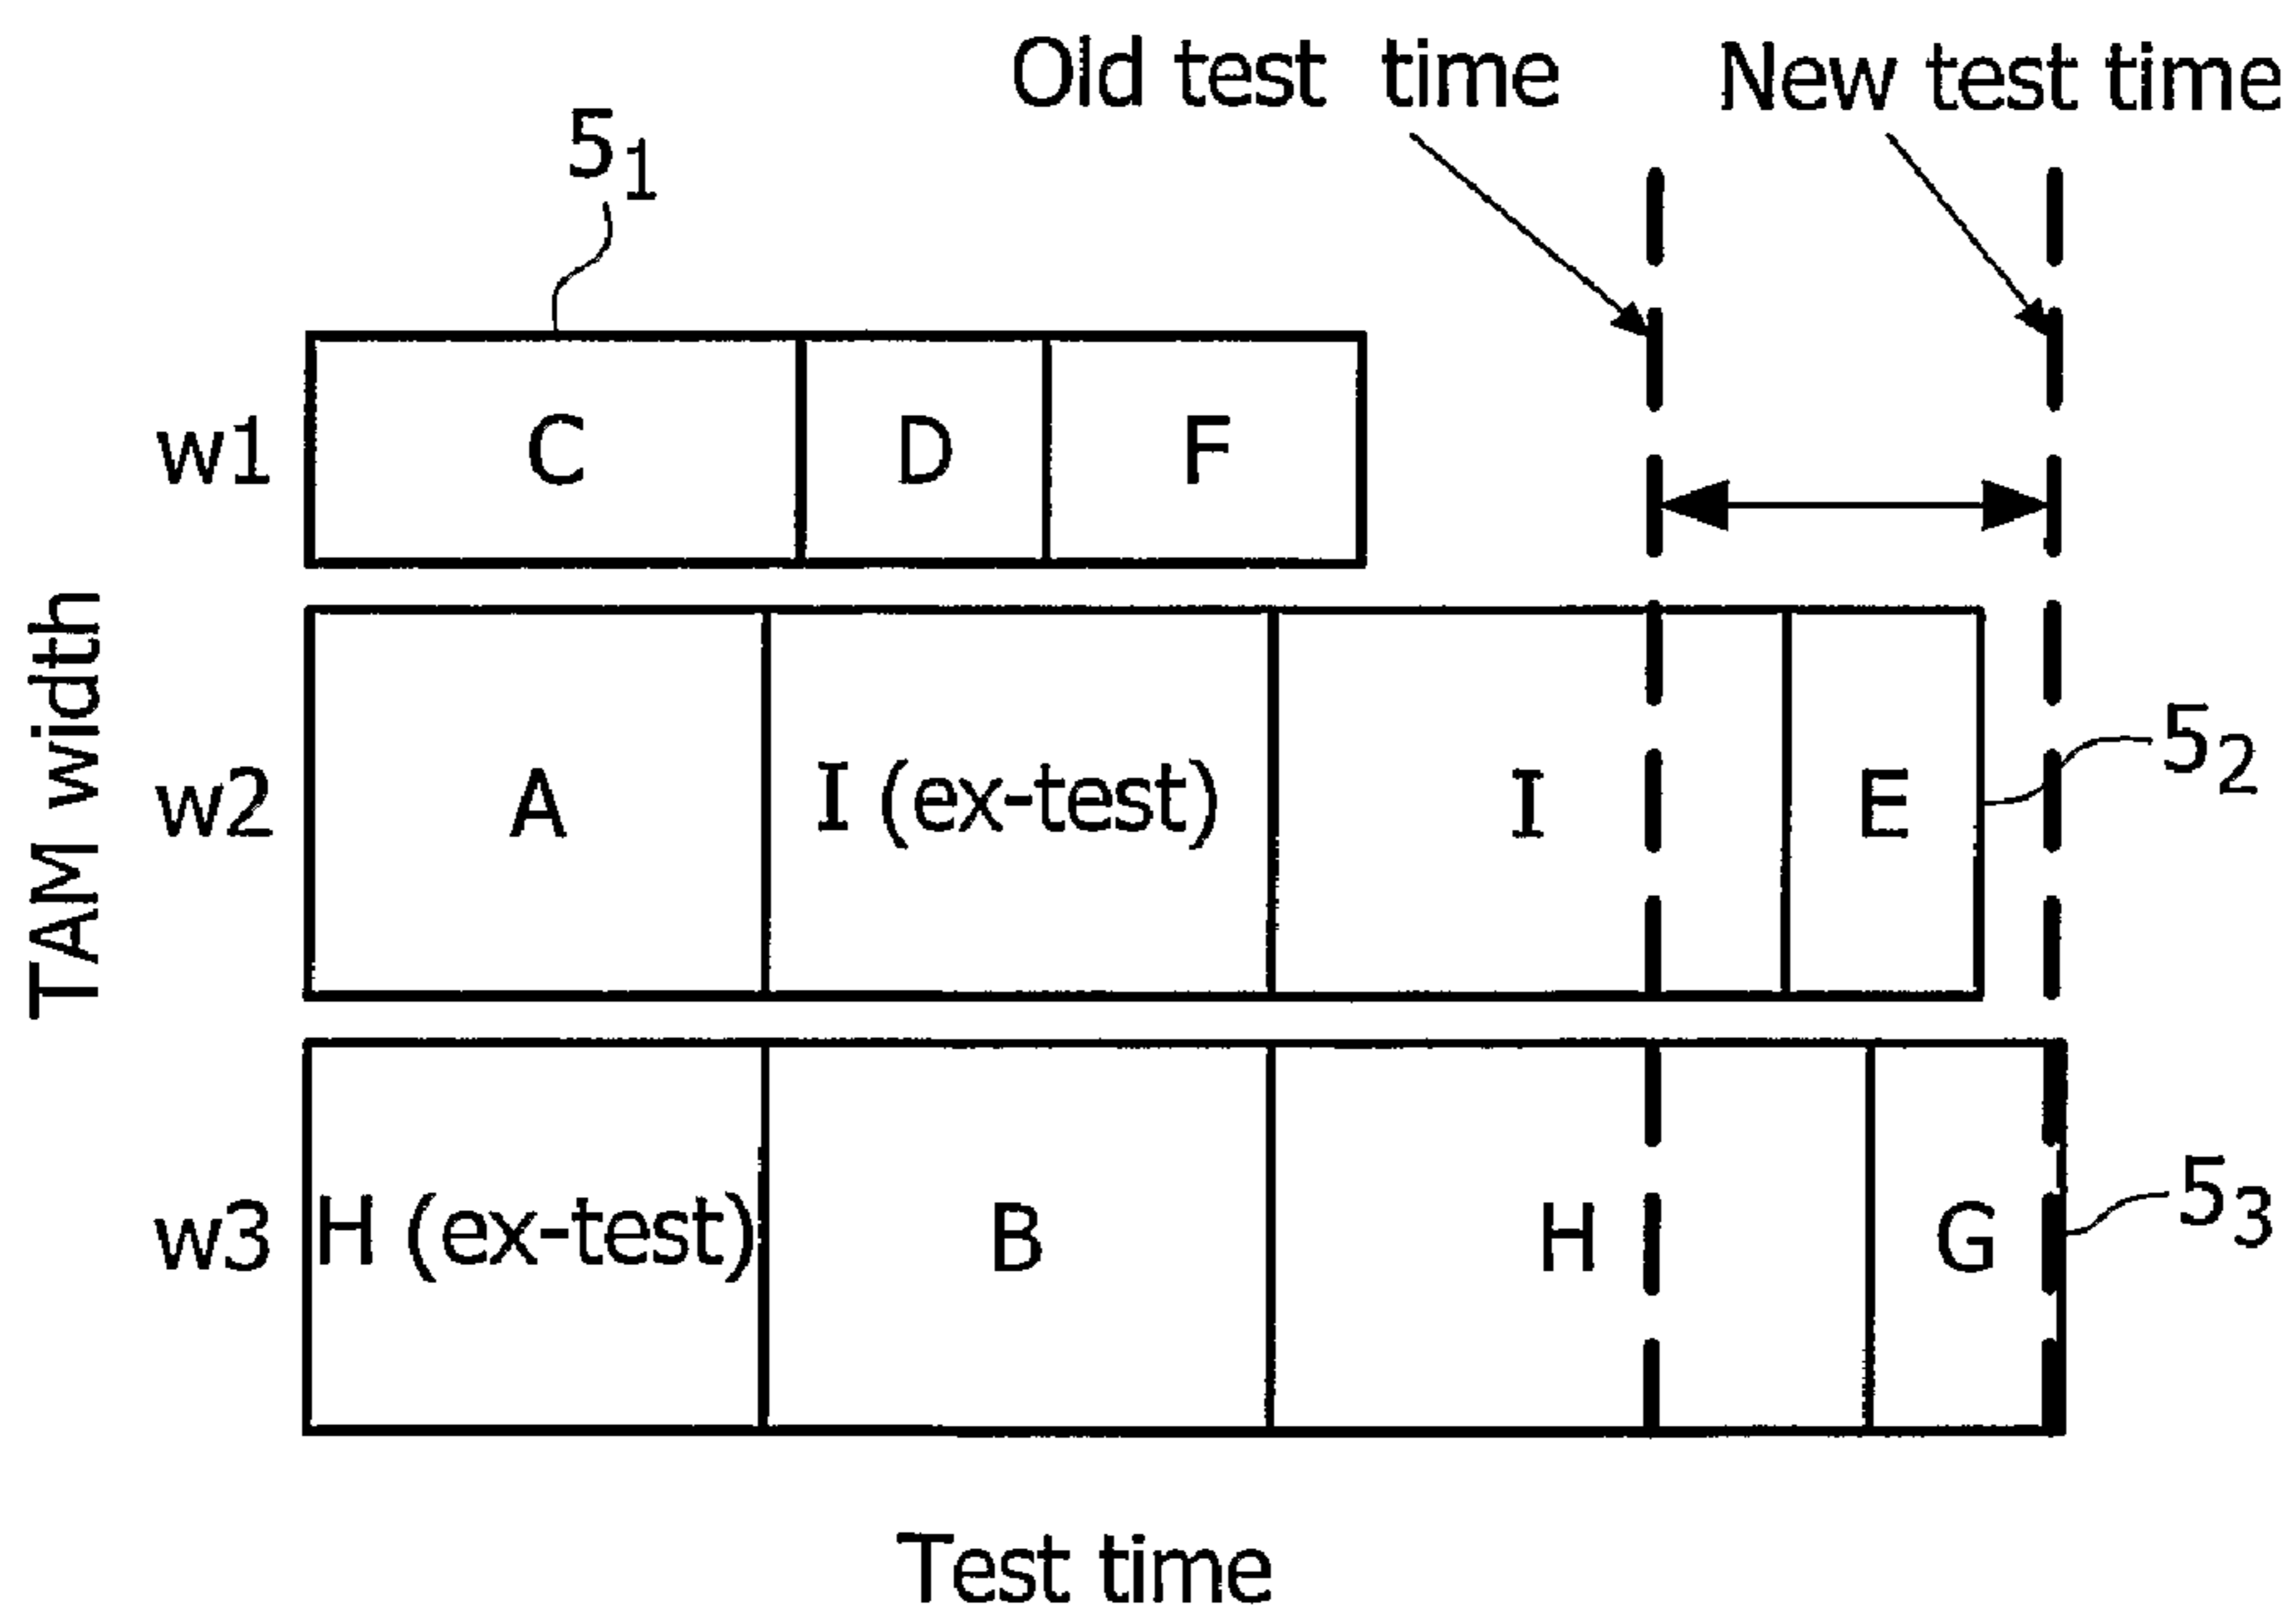 Old test time
New test time
5₁
w1
C
D
F
TAM width
w2
A
I (ex-test)
I
E
5₂
w3
H (ex-test)
B
H
G
5₃
Test time